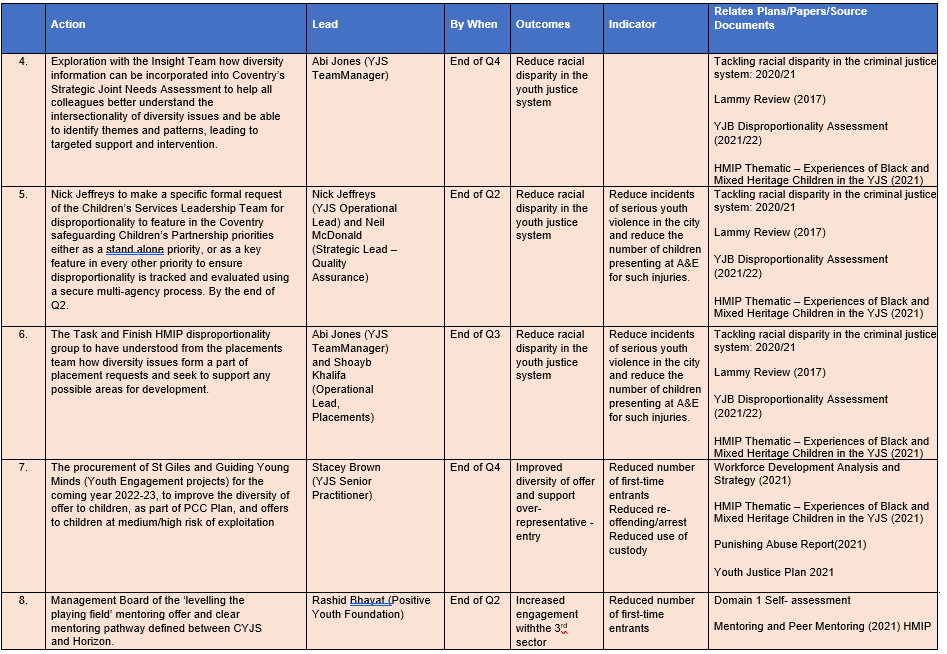 Action
Lead
By When
Outcomes
Indicator
Relates Plans/Papers/Source
Documents
4.
Exploration with the Insight Team how diversity
information can be incorporated into Coventry's
Strategic Joint Needs Assessment to help all
colleagues better understand the
intersectionality of diversity issues and be able
to identify themes and patterns, leading to
targeted support and intervention.
Abi Jones (YJS
TeamManager)
End of Q4
Reduce racial
disparity in the
youth justice
system
Tackling racial disparity in the criminal justice
system: 2020/21
Lammy Review (2017)
YJB Disproportionality Assessment
(2021/22)
HMIP Thematic – Experiences of Black and
Mixed Heritage Children in the YJS (2021)
5.
Nick Jeffreys to make a specific formal request
of the Children's Services Leadership Team for
disproportionality to feature in the Coventry
safeguarding Children's Partnership priorities
either as a stand alone priority, or as a key
feature in every other priority to ensure
disproportionality is tracked and evaluated using
a secure multi-agency process. By the end of
Q2.
Nick Jeffreys
(YJS Operational
Lead) and Neil
McDonald
(Strategic Lead –
Quality
Assurance)
End of Q2
Reduce racial
disparity in the
youth justice
system
Reduce incidents
of serious youth
violence in the city
and reduce the
number of children
presenting at A&E
for such injuries.
Tackling racial disparity in the criminal justice
system: 2020/21
Lammy Review (2017)
YJB Disproportionality Assessment
(2021/22)
HMIP Thematic – Experiences of Black and
Mixed Heritage Children in the YJS (2021)
6.
The Task and Finish HMIP disproportionality
group to have understood from the placements
team how diversity issues form a part of
placement requests and seek to support any
possible areas for development.
Abi Jones (YJS
TeamManager)
and Shoayb
Khalifa
(Operational
Lead,
Placements)
End of Q3
Reduce racial
disparity in the
youth justice
system
Reduce incidents
of serious youth
violence in the city
and reduce the
number of children
presenting at A&E
for such injuries.
Tackling racial disparity in the criminal justice
system: 2020/21
Lammy Review (2017)
YJB Disproportionality Assessment
(2021/22)
HMIP Thematic – Experiences of Black and
Mixed Heritage Children in the YJS (2021)
7.
The procurement of St Giles and Guiding Young
Minds (Youth Engagement projects) for the
coming year 2022-23, to improve the diversity of
offer to children, as part of PCC Plan, and offers
to children at medium/high risk of exploitation
Stacey Brown
(YJS Senior
Practitioner)
End of Q4
Improved
diversity of offer
and support
over-
representative -
entry
Reduced number
of first-time
entrants
Reduced re-
offending/arrest
Reduced use of
custody
Workforce Development Analysis and
Strategy (2021)
HMIP Thematic – Experiences of Black and
Mixed Heritage Children in the YJS (2021)
Punishing Abuse Report(2021)
Youth Justice Plan 2021
8.
Management Board of the 'levelling the
playing field' mentoring offer and clear
mentoring pathway defined between CYJS
and Horizon.
Rashid Bhayat (Positive
Youth Foundation)
End of Q2
Increased
engagement
withthe 3rd
sector
Reduced number
of first-time
entrants
Domain 1 Self- assessment
Mentoring and Peer Mentoring (2021) HMIP